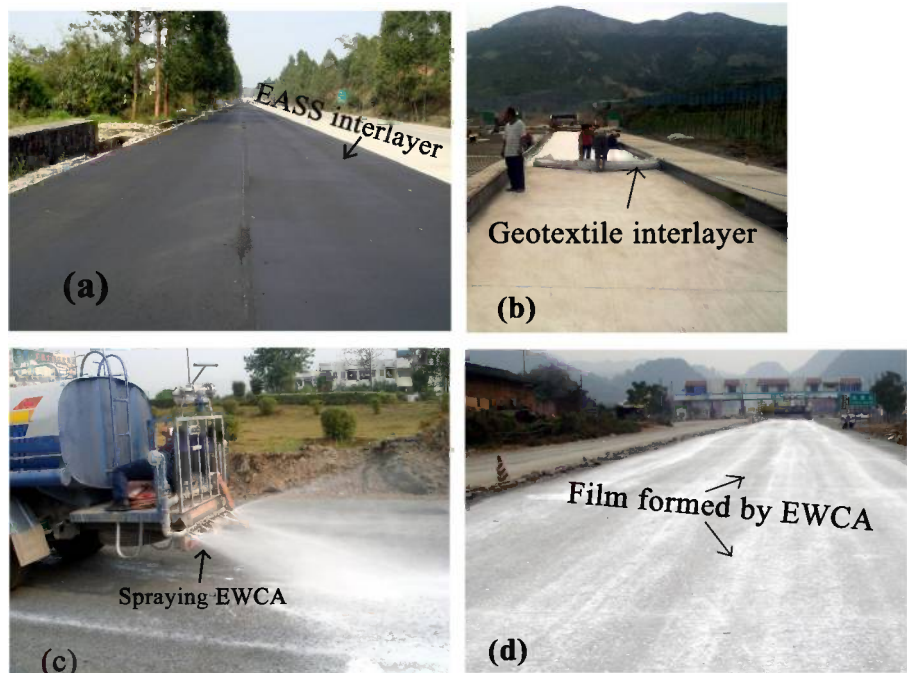 EASS interlayer
(a)
Geotextile interlayer
(b)
Spraying EWCA
(c)
Film formed by EWCA
(d)